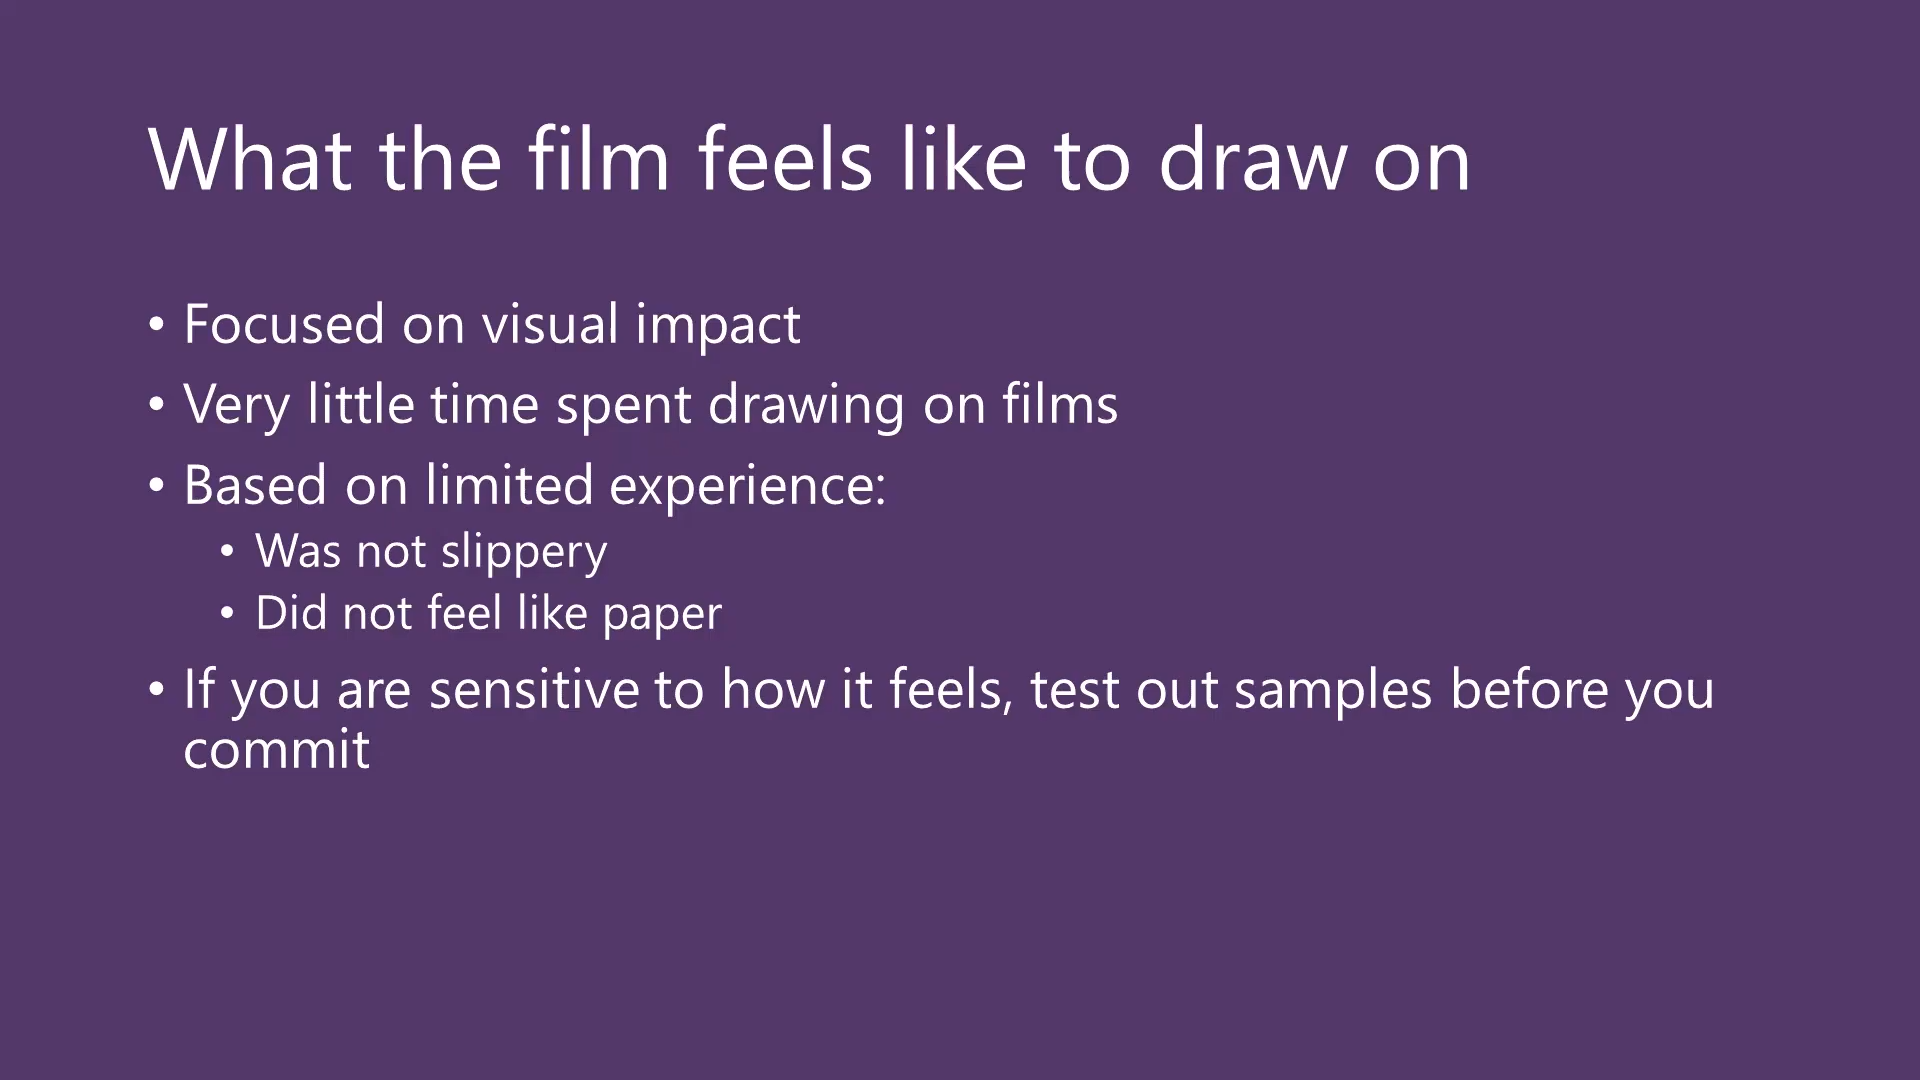 What the film feels like to draw on
• Focused on visual impact
• Very little time spent drawing on films
• Based on limited experience:
• Was not slippery
• Did not feel like paper
• If you are sensitive to how it feels, test out samples before you
commit